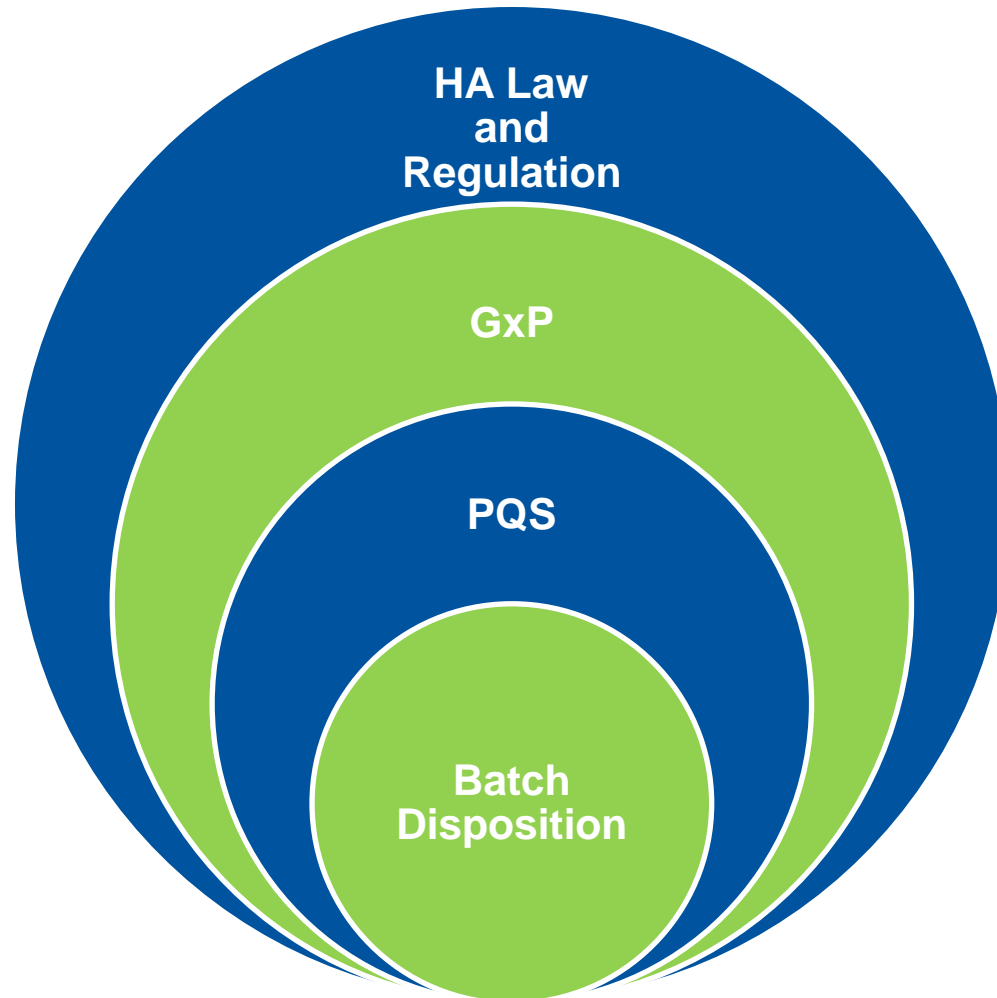 HA Law
and
Regulation
GxP
PQS
Batch
Disposition